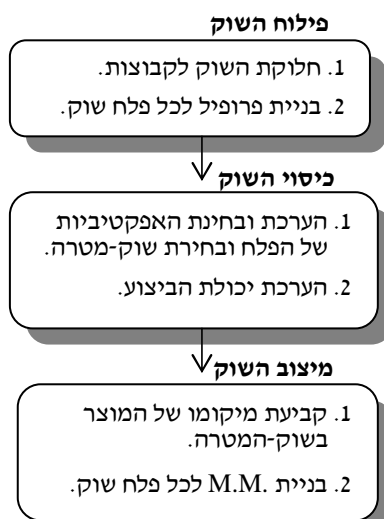 פילוח השוק
1. חלוקת השוק לקבוצות.
2. בניית פרופיל לכל פלח שוק.
כיסוי השוק
1. הערכת ובחינת האפקטיביות
של הפלח ובחירת שוק-מטרה.
2. הערכת יכולת הביצוע.
מיצוב השוק
1. קביעת מיקומו של המוצר
בשוק-המטרה.
2. בניית .M.M לכל פלח שוק.